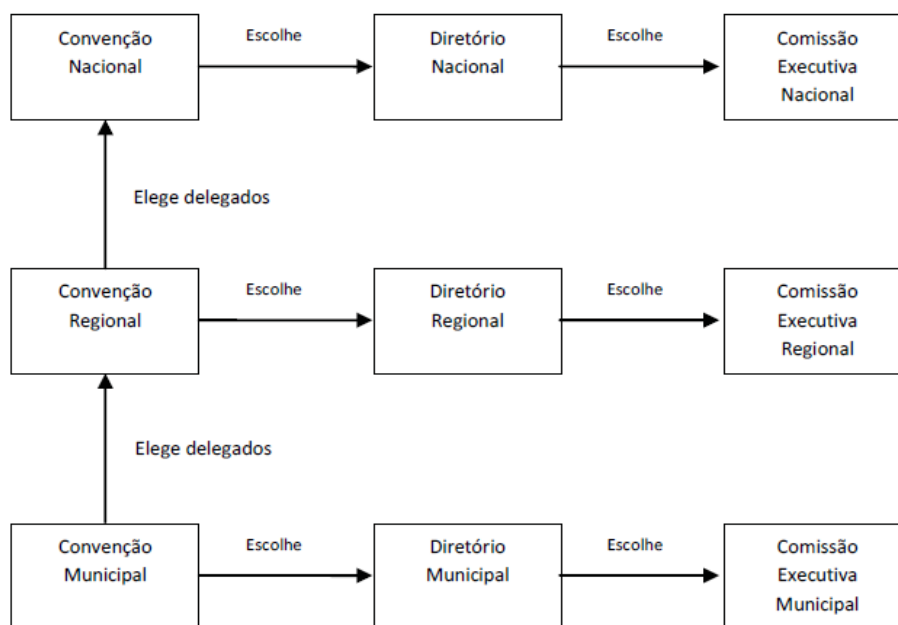 Convenção
Nacional
Escolhe
Diretório
Nacional
Escolhe
Comissão
Executiva
Nacional
Elege delegados
Convenção
Regional
Escolhe
Diretório
Regional
Escolhe
Comissão
Executiva
Regional
Elege delegados
Convenção
Municipal
Escolhe
Diretório
Municipal
Escolhe
Comissão
Executiva
Municipal